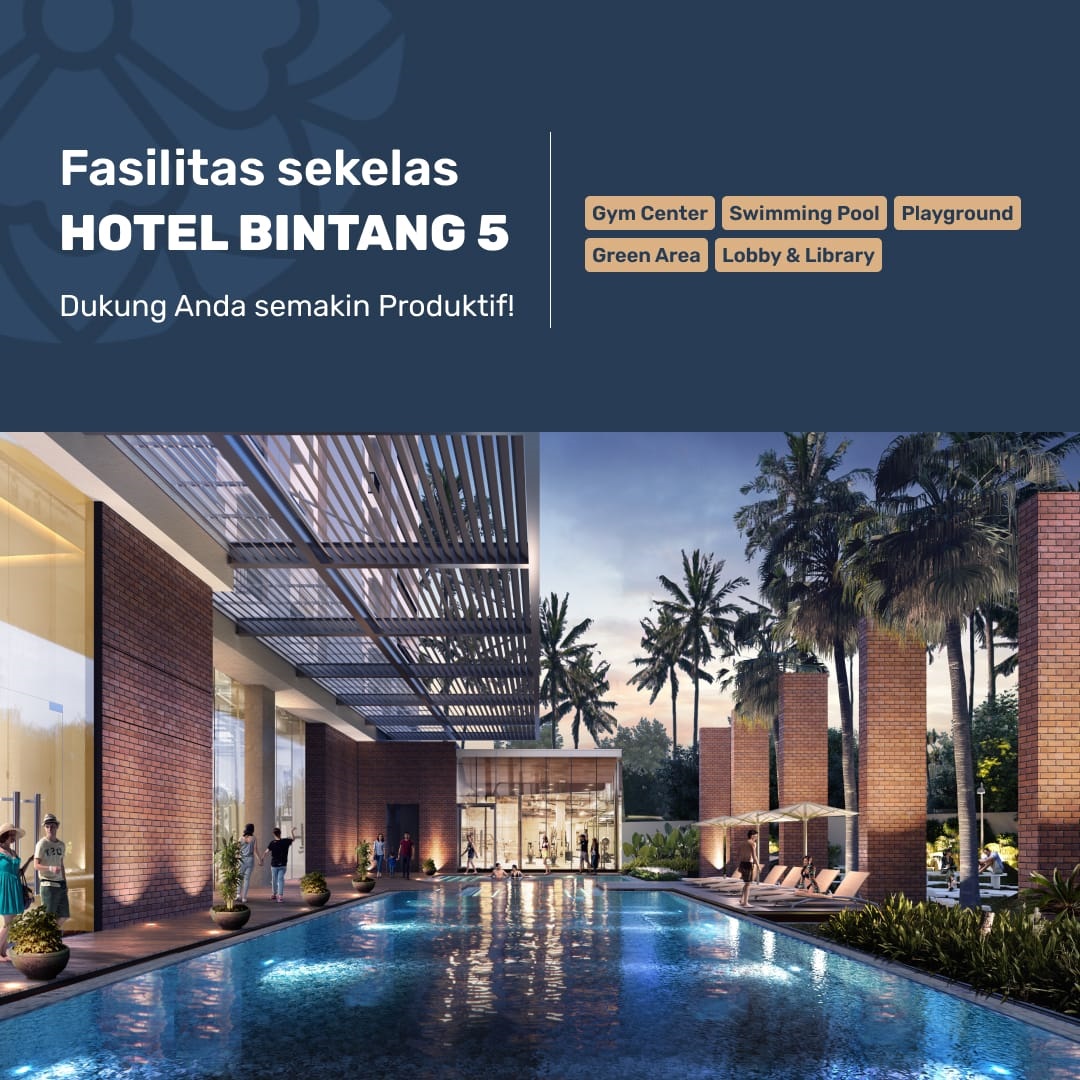 Fasilitas sekelas
HOTEL BINTANG 5
Dukung Anda semakin Produktif!
Gym Center Swimming Pool Playground
Green Area Lobby & Library